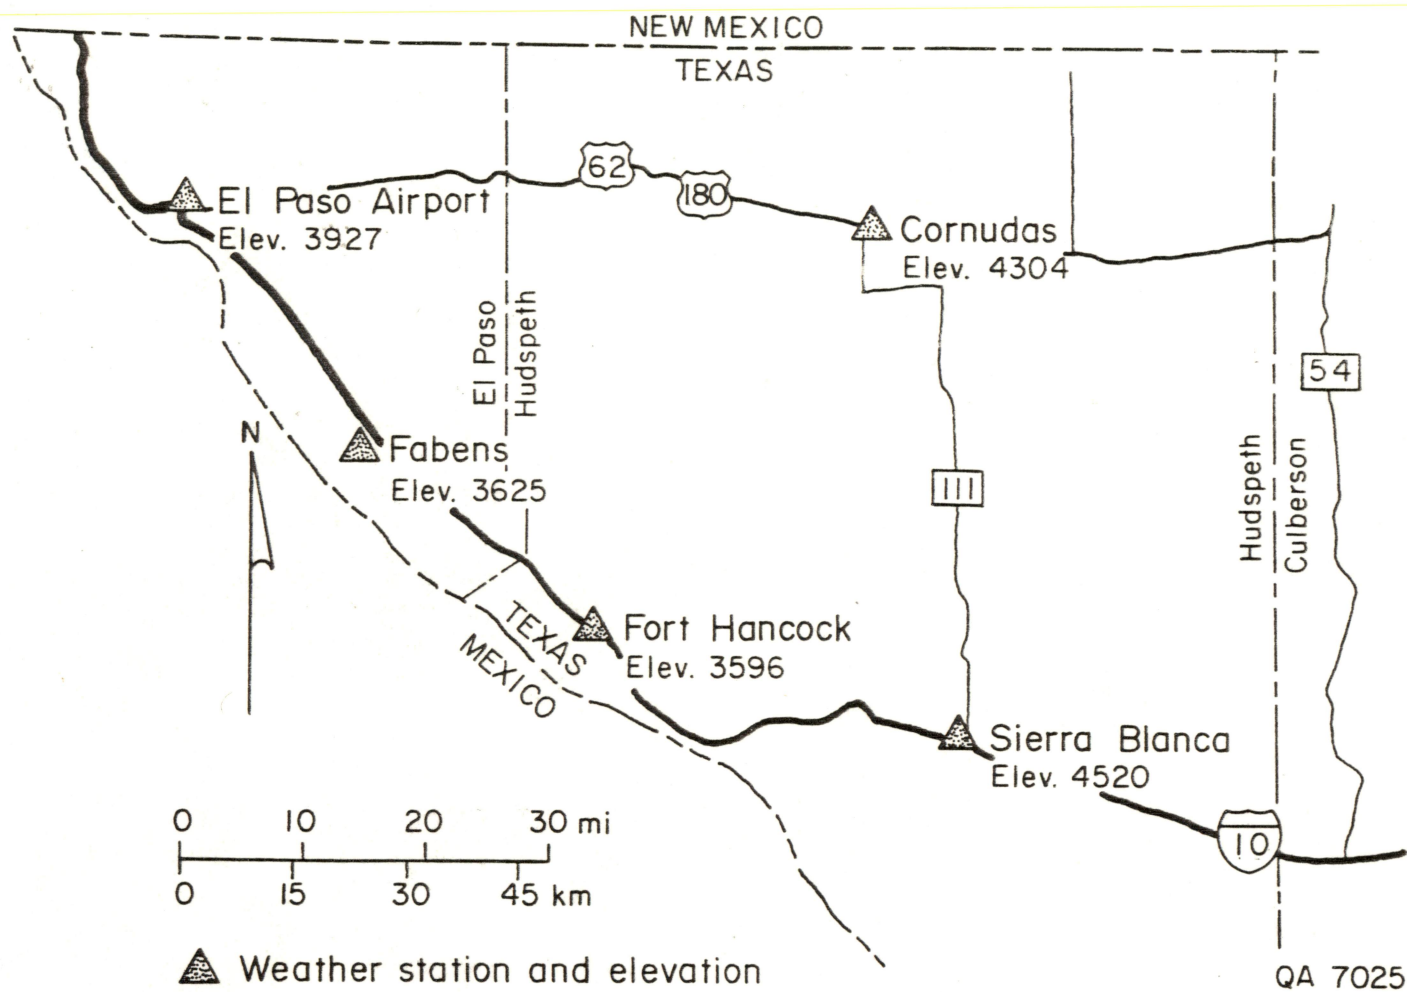 NEW MEXICO
TEXAS
62
180
El Paso Airport
Elev. 3927
Cornudas
Elev. 4304
El Paso
Hudspeth
54
N
Fabens
Elev. 3625
111
Hudspeth
Culberson
TEXAS
MEXICO
Fort Hancock
Elev. 3596
Sierra Blanca
Elev. 4520
10
0 10 20 30 mi
0 15 30 45 km
Weather station and elevation
QA 7025